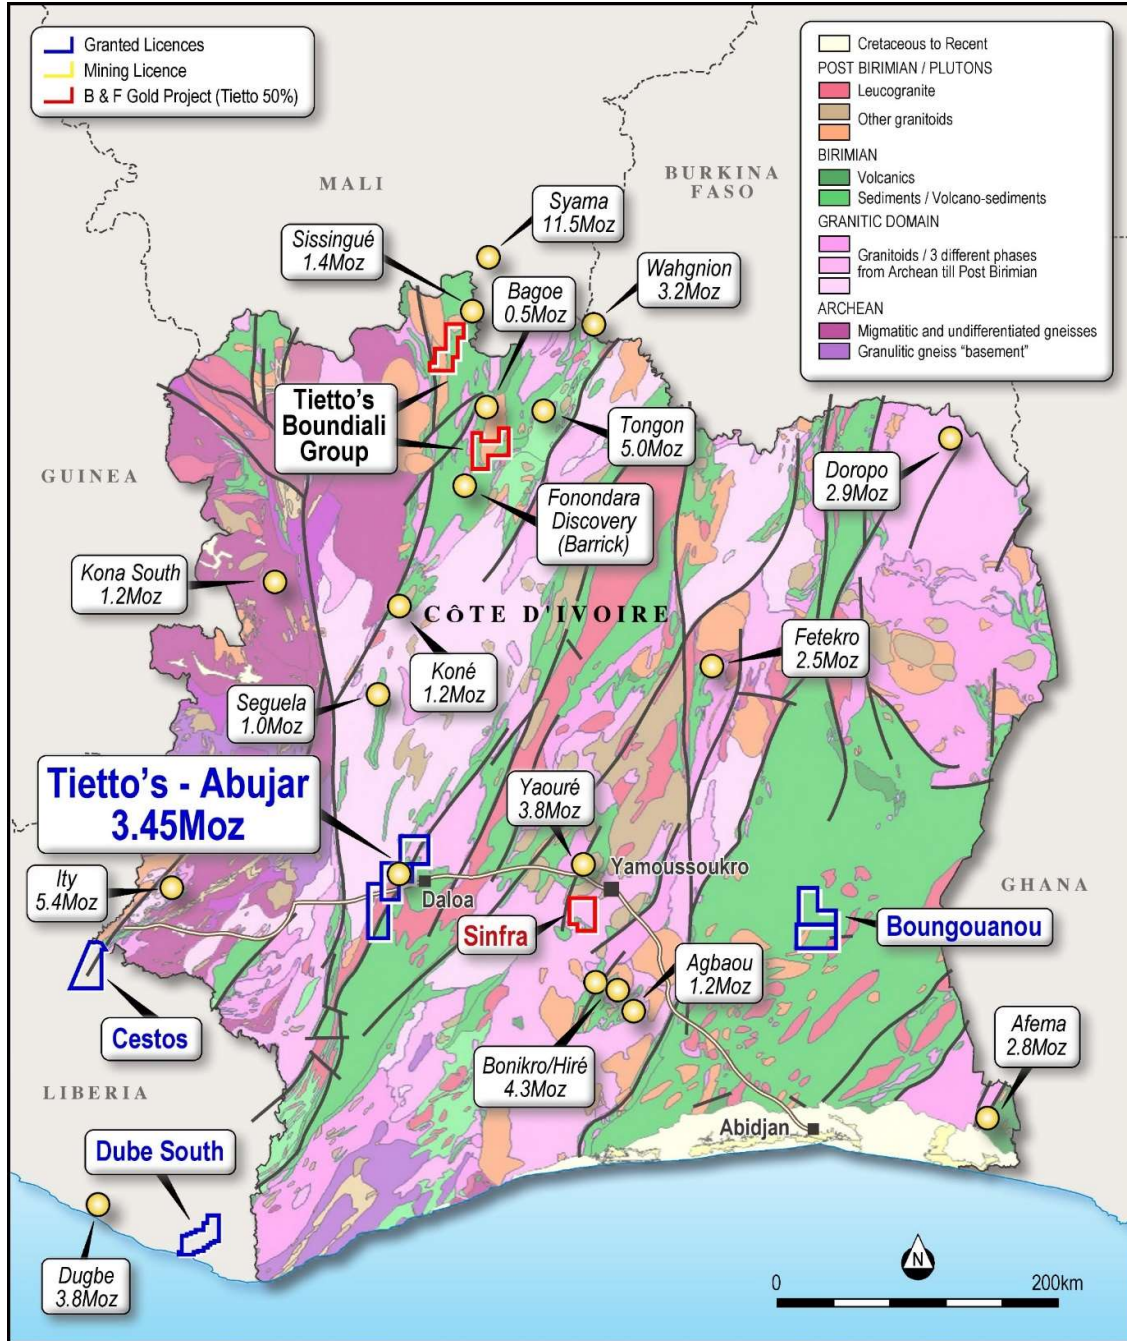 Granted Licences
Mining Licence
B & F Gold Project (Tietto 50%)
Cretaceous to Recent
POST BIRIMIAN / PLUTONS
Leucogranite
Other granitoids
BIRIMIAN
Volcanics
Sediments / Volcano-sediments
GRANITIC DOMAIN
Granitoids / 3 different phases
from Archean till Post Birimian
ARCHEAN
Migmatitic and undifferentiated gneisses
Granulitic gneiss "basement"
MALI
BURKINA
FASO
Syama
11.5Moz
Sissingué
1.4Moz
Bagoe
0.5Moz
Wahgnion
3.2Moz
Tietto's
Boundiali
Group
Tongon
5.0Moz
GUINEA
Doropo
2.9Moz
Fonondara
Discovery
(Barrick)
Kona South
1.2Moz
CÔTE D'IVOIRE
Koné
1.2Moz
Fetekro
2.5Moz
Seguela
1.0Moz
Tietto's - Abujar
3.45Moz
Yaouré
3.8Moz
Yamoussoukro
Ity
5.4Moz
Daloa
GHANA
Sinfra
Boungouanou
Agbaou
1.2Moz
Cestos
Bonikro/Hiré
4.3Moz
Afema
2.8Moz
LIBERIA
Abidjan
Dube South
Dugbe
3.8Moz
N
0 200km